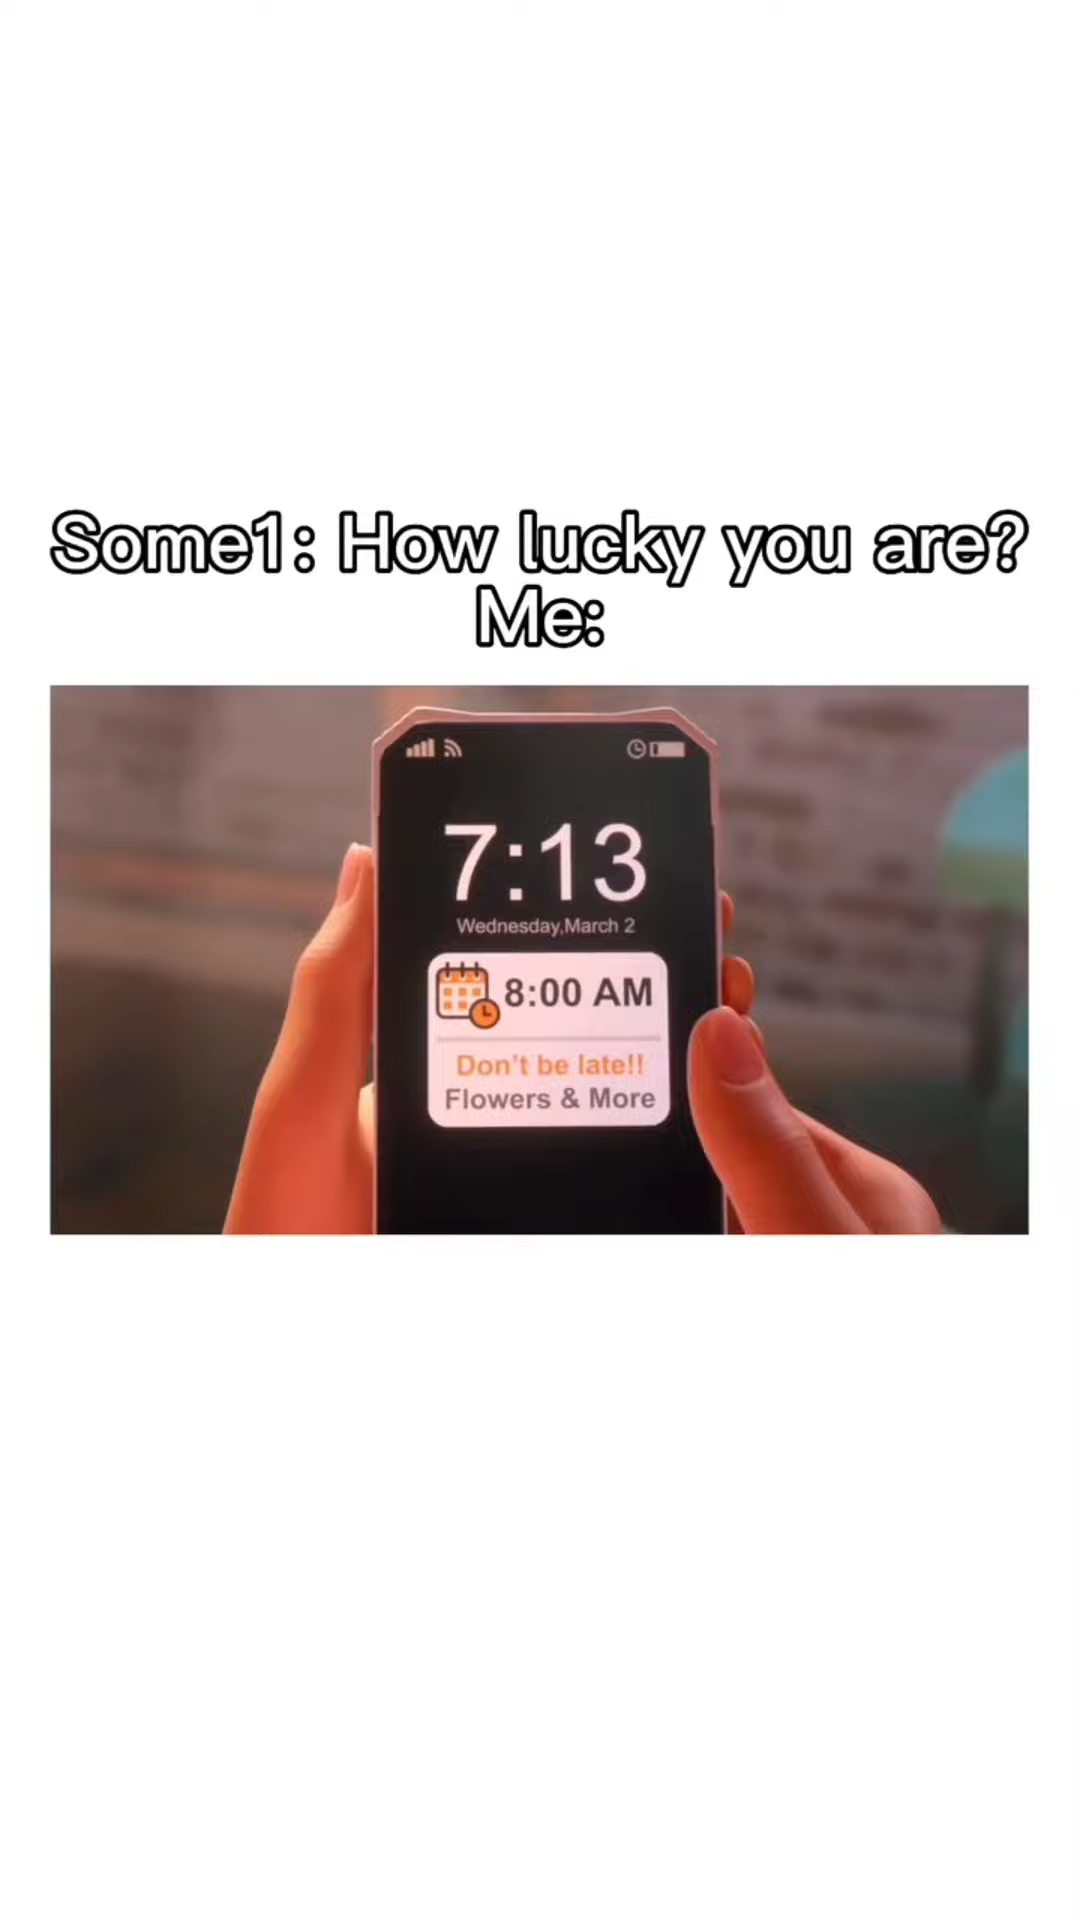 Some1: How lucky you are?
Me:
7:13
Wednesday,March 2
8:00 AM
Don't be late!!
Flowers & More